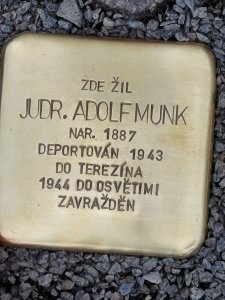 ZDE ŽIL
JUDR. ADOLF MUNK
NAR. 1887
DEPORTOVÁN 1943
DO TEREZÍNA
1944 DO OSVĚTIMI
ZAVRAŽDĚN